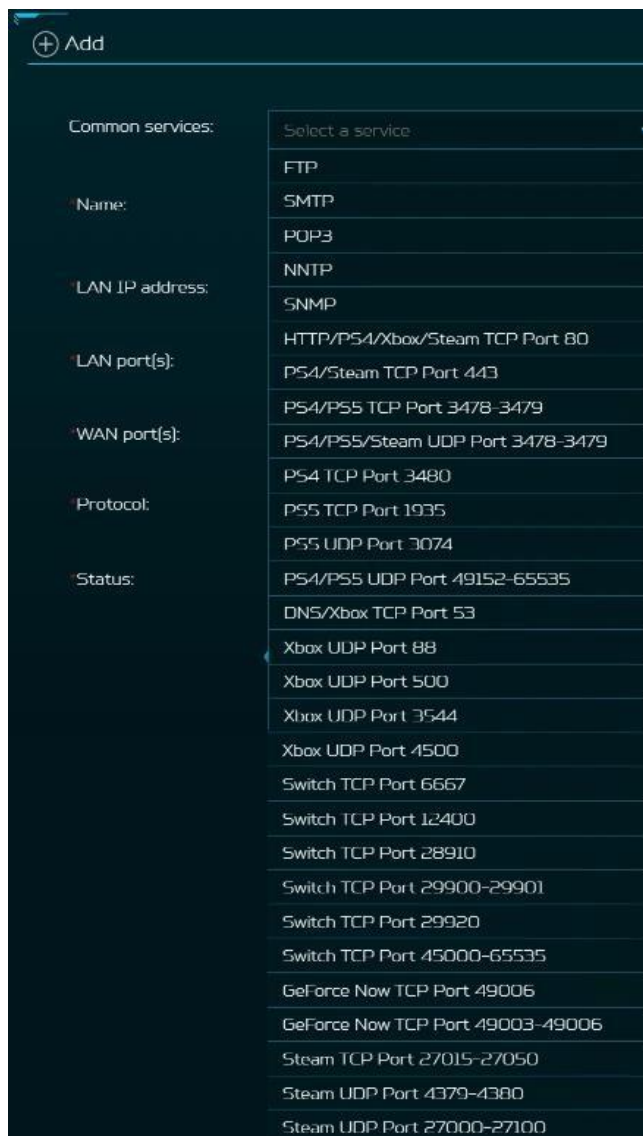 Add
Common services:
Select a service
FTP
*Name:
SMTP
POP3
NNTP
*LAN IP address:
SNMP
HTTP/PS4/Xbox/Steam TCP Port 80
*LAN port(s):
PS4/Steam TCP Port 443
PS4/PS5 TCP Port 3478-3479
*WAN port(s):
PS4/PS5/Steam UDP Port 3478-3479
PS4 TCP Port 3480
*Protocol:
PS5 TCP Port 1935
PS5 UDP Port 3074
*Status:
PS4/PS5 UDP Port 49152-65535
DNS/Xbox TCP Port 53
Xbox UDP Port 88
Xbox UDP Port 500
Xbox UDP Port 3544
Xbox UDP Port 4500
Switch TCP Port 6667
Switch TCP Port 12400
Switch TCP Port 28910
Switch TCP Port 29900-29901
Switch TCP Port 29920
Switch TCP Port 45000-65535
GeForce Now TCP Port 49006
GeForce Now TCP Port 49003-49006
Steam TCP Port 27015-27050
Steam UDP Port 4379-4380
Steam UDP Port 27000-27100